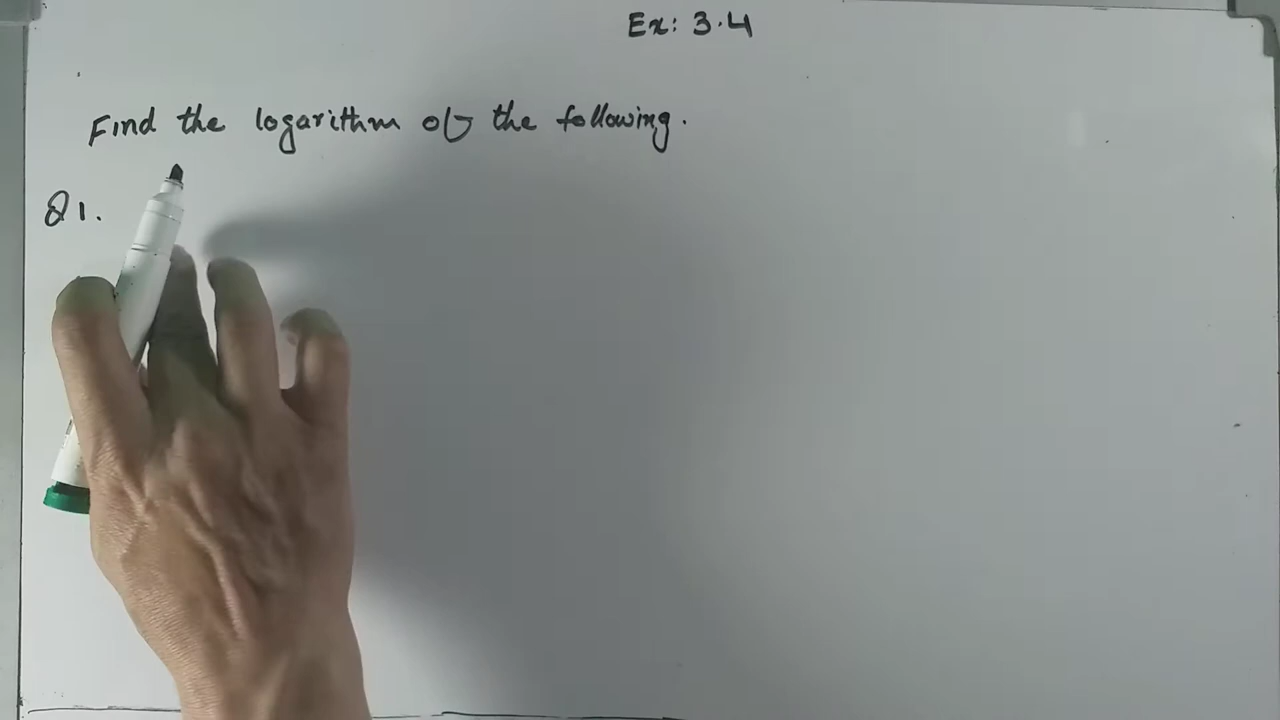 Ex: 3.4
Find the logarithm of the following.
Q1.